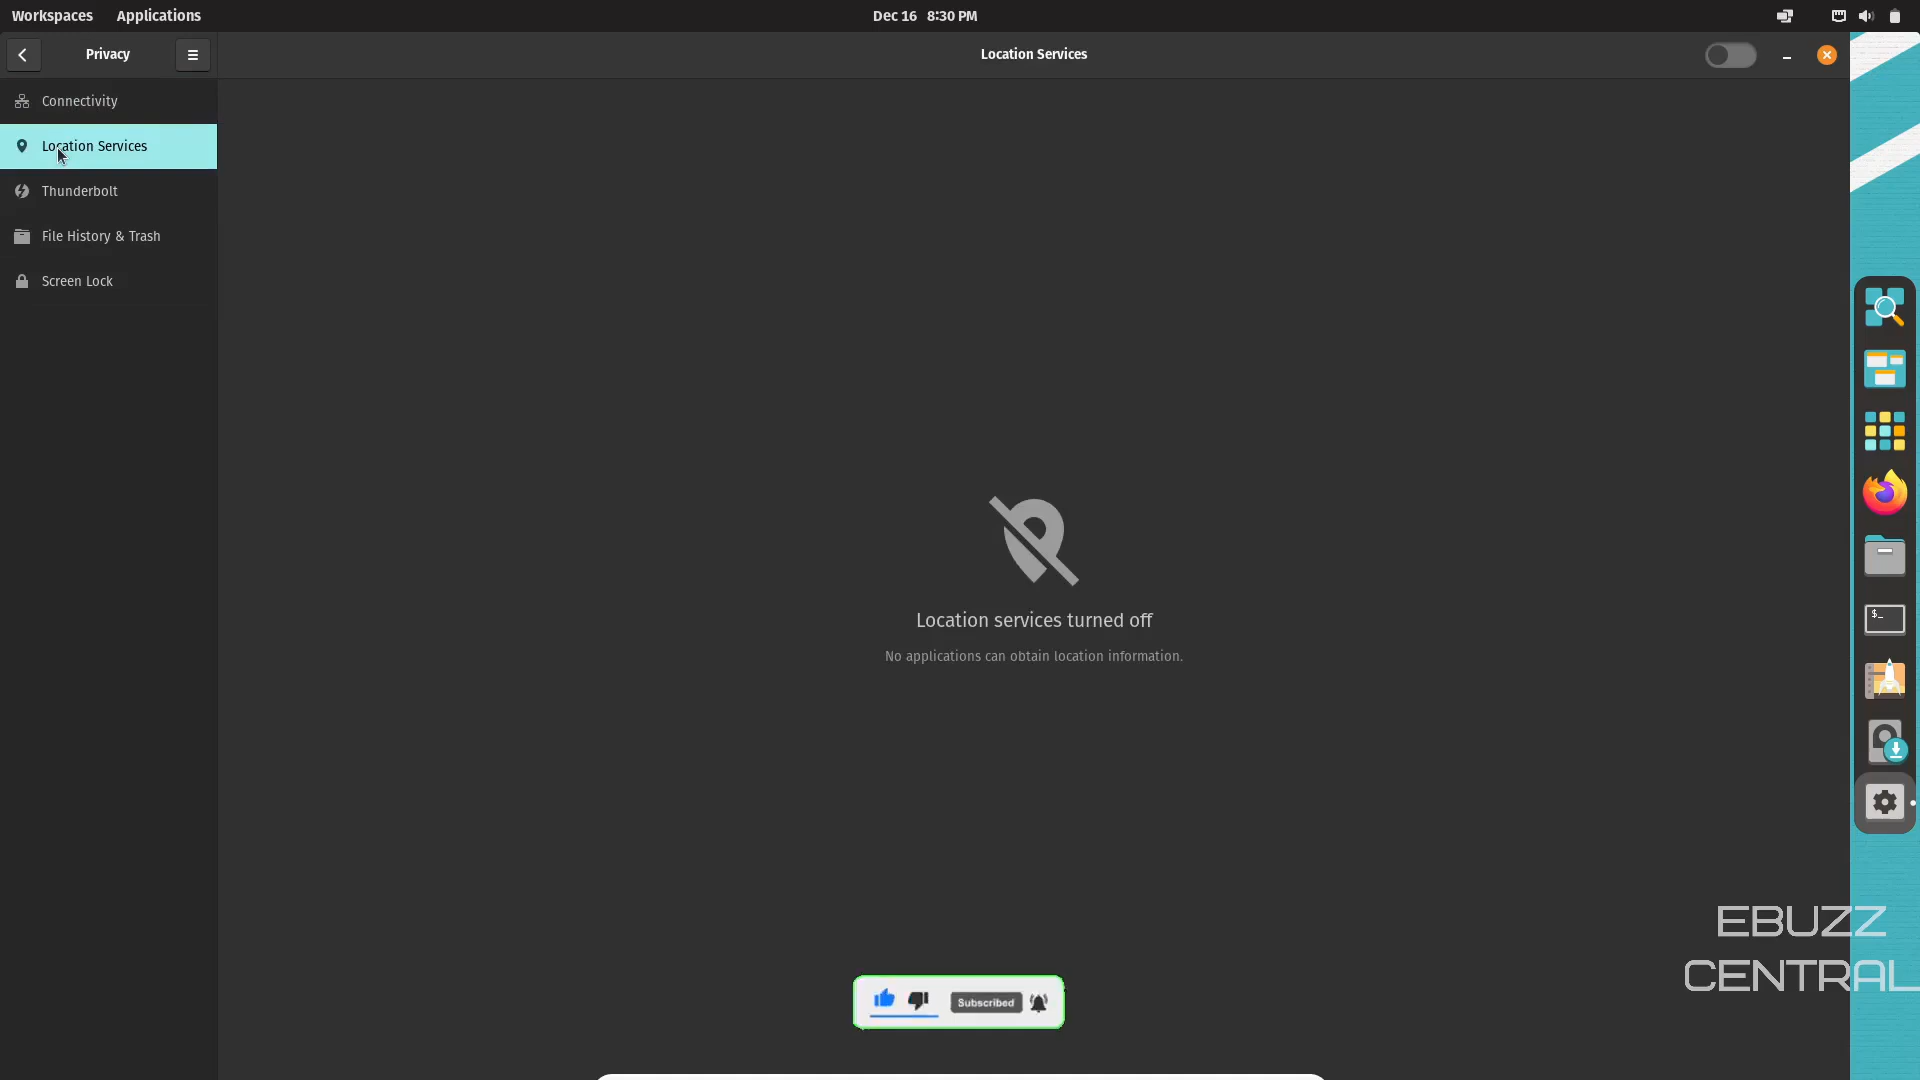 Workspaces Applications Dec 16 8:30 PM
Privacy Location Services
Connectivity
Location Services
Thunderbolt
File History & Trash
Screen Lock
$_
Location services turned off
No applications can obtain location information.
EBUZZ
CENTRAL
Subscribed